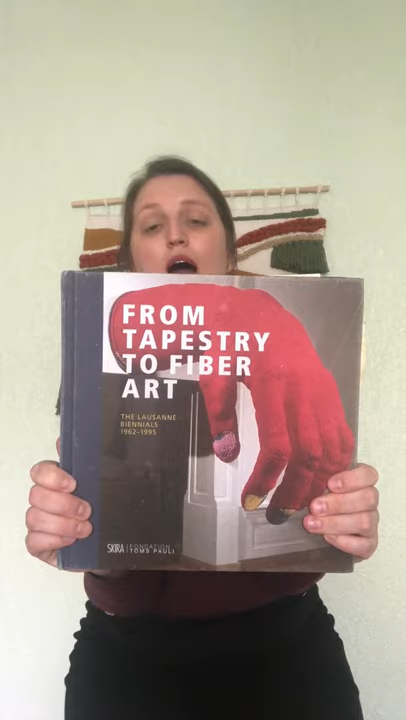 FROM
TAPESTRY
TO FIBER
ART
THE LAUSANNE
BIENNIALS
1962–1995
SKIRA FONDATION
TOMS PAULI